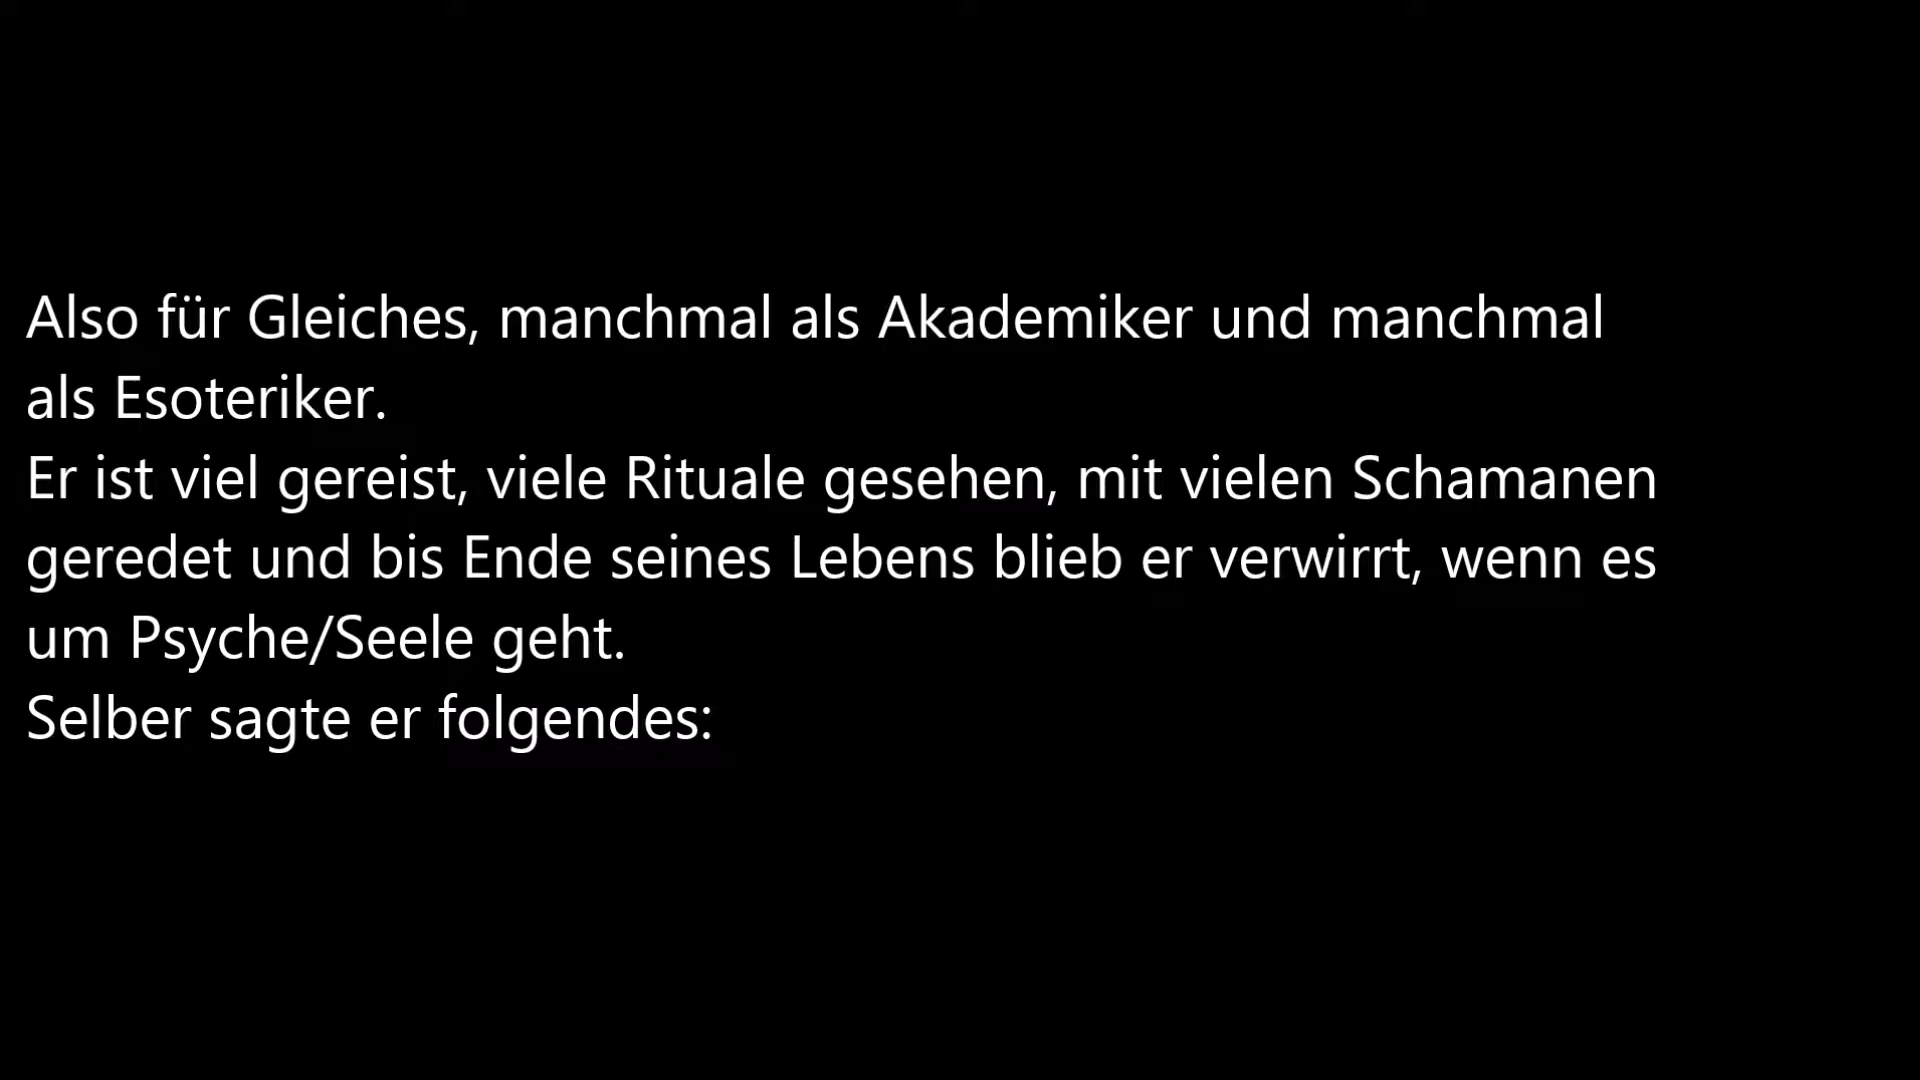 Also für Gleiches, manchmal als Akademiker und manchmal
als Esoteriker.
Er ist viel gereist, viele Rituale gesehen, mit vielen Schamanen
geredet und bis Ende seines Lebens blieb er verwirrt, wenn es
um Psyche/Seele geht.
Selber sagte er folgendes: